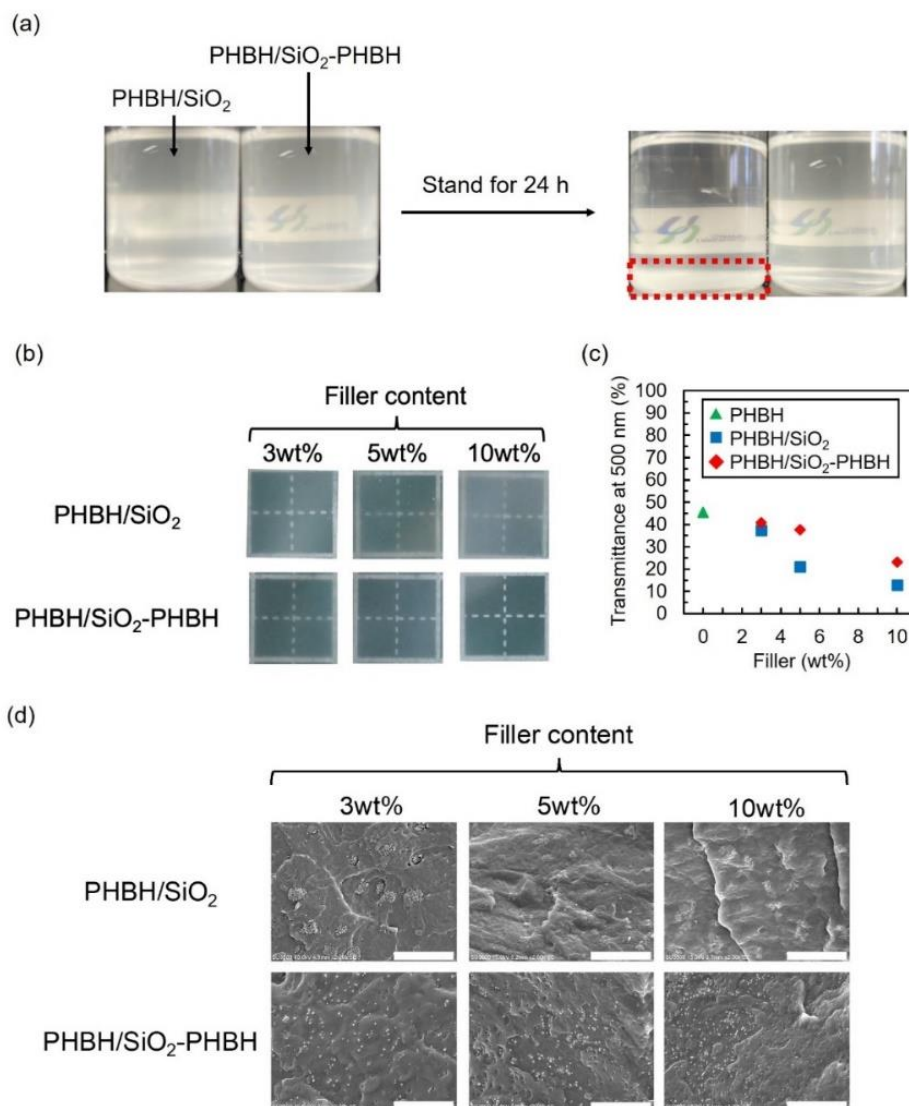 (a)
PHBH/SiO₂-PHBH
PHBH/SiO₂
Stand for 24 h
(b)
Filler content
3wt% 5wt% 10wt%
PHBH/SiO₂
PHBH/SiO₂-PHBH
(c)
Transmittance at 500 nm (%)
100
90
80
70
60
50
40
30
20
10
0
PHBH
PHBH/SiO₂
PHBH/SiO₂-PHBH
0 2 4 6 8 10
Filler (wt%)
(d)
Filler content
3wt% 5wt% 10wt%
PHBH/SiO₂
PHBH/SiO₂-PHBH